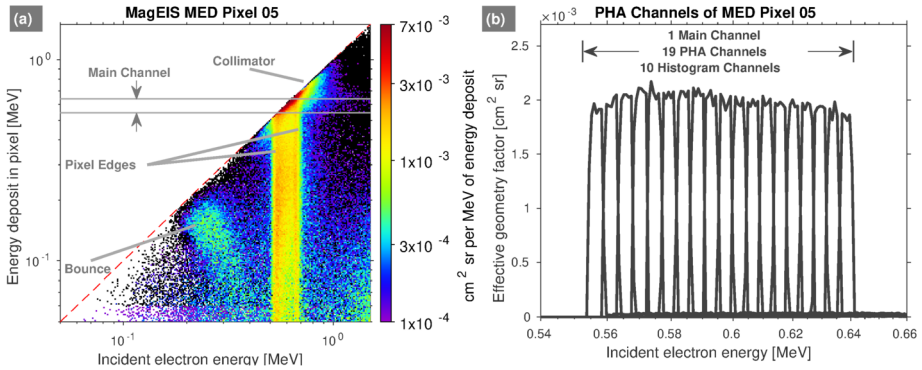 (a)
MagEIS MED Pixel 05
Energy deposit in pixel [MeV]
10^0
10^-1
Main Channel
Collimator
Pixel Edges
Bounce
10^-1
10^0
Incident electron energy [MeV]
7x10^-3
3x10^-3
1x10^-3
3x10^-4
1x10^-4
cm^2 sr per MeV of energy deposit
(b)
×10^-3
PHA Channels of MED Pixel 05
1 Main Channel
19 PHA Channels
10 Histogram Channels
Effective geometry factor [cm^2 sr]
2.5
2
1.5
1
0.5
0
0.54
0.56
0.58
0.6
0.62
0.64
0.66
Incident electron energy [MeV]